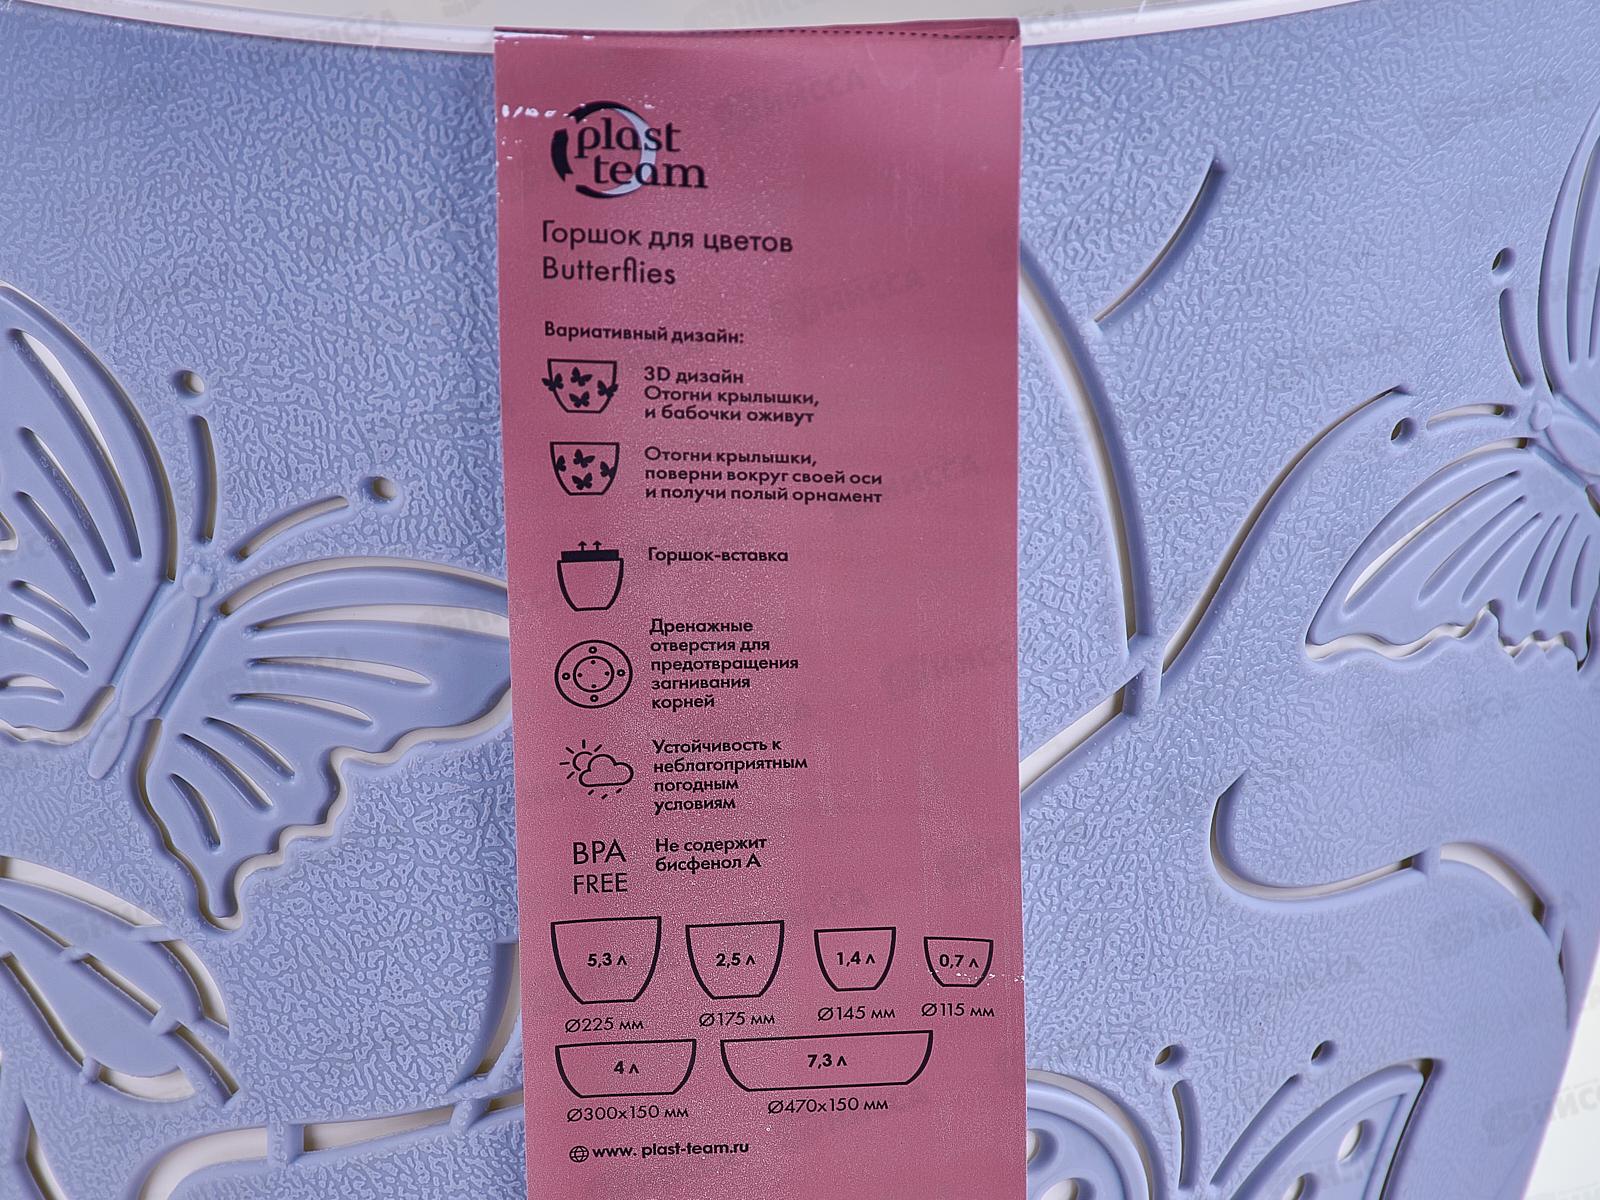 plast
team
Горшок для цветов
Butterflies
Вариативный дизайн:
3D дизайн
Отогни крылышки,
и бабочки оживут
Отогни крылышки,
поверни вокруг своей оси
и получи полый орнамент
Горшок-вставка
Дренажные
отверстия для
предотвращения
загнивания
корней
Устойчивость к
неблагоприятным
погодным
условиям
BPA
FREE
Не содержит
бисфенол А
5,3 л 2,5 л 1,4 л 0,7 л
Ø225 мм Ø175 мм Ø145 мм Ø115 мм
4 л 7,3 л
Ø300х150 мм Ø470х150 мм
www. plast-team.ru